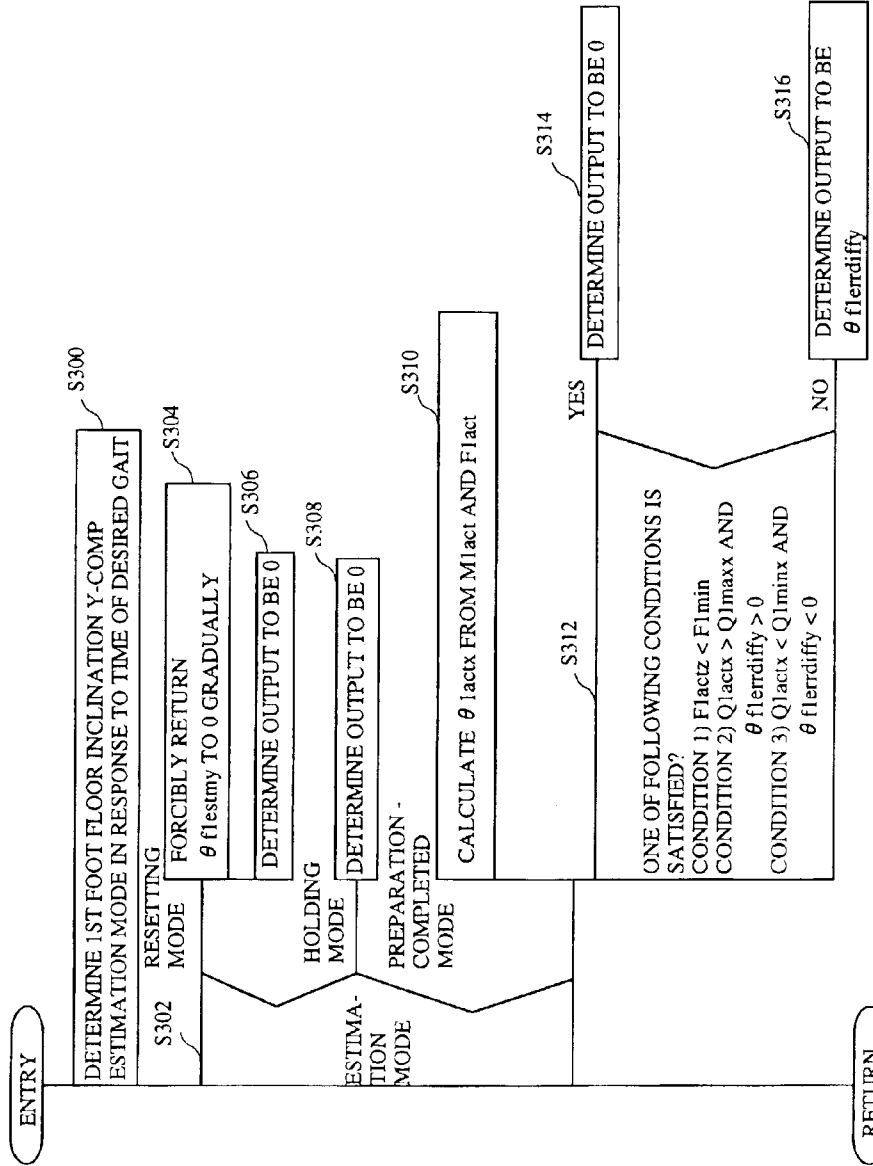 ENTRY
DETERMINE 1ST FOOT FLOOR INCLINATION Y-COMP
ESTIMATION MODE IN RESPONSE TO TIME OF DESIRED GAIT
S300
S302
RESETTING
MODE
FORCIBLY RETURN
θ f1estmy TO 0 GRADUALLY
S304
DETERMINE OUTPUT TO BE 0
S306
ESTIMA-
TION
MODE
HOLDING
MODE
DETERMINE OUTPUT TO BE 0
S308
PREPARATION -
COMPLETED
MODE
CALCULATE θ 1actx FROM M1act AND F1act
S310
S312
ONE OF FOLLOWING CONDITIONS IS
SATISFIED?
CONDITION 1) F1actz < F1min
CONDITION 2) Q1actx > Q1maxx AND
θ f1errdiffy > 0
CONDITION 3) Q1actx < Q1minx AND
θ f1errdiffy < 0
YES
DETERMINE OUTPUT TO BE 0
S314
NO
DETERMINE OUTPUT TO BE
θ f1errdiffy
S316
RETURN